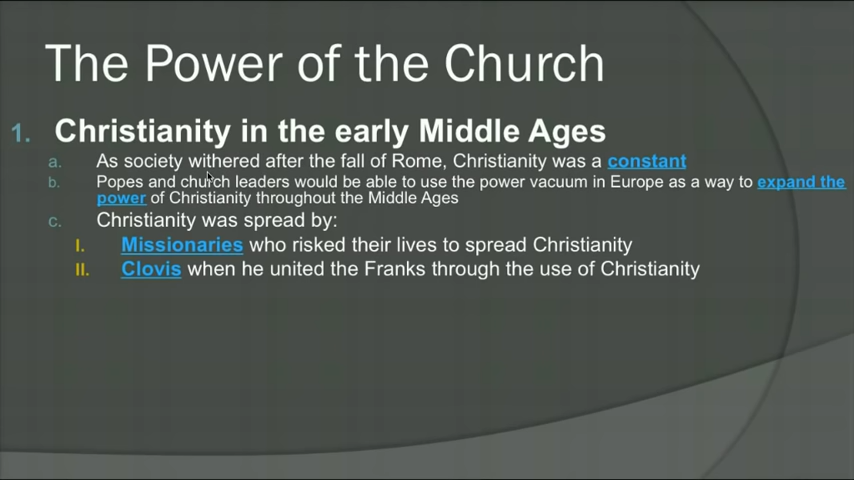 The Power of the Church
1. Christianity in the early Middle Ages
a. As society withered after the fall of Rome, Christianity was a constant
b. Popes and church leaders would be able to use the power vacuum in Europe as a way to expand the
power of Christianity throughout the Middle Ages
c. Christianity was spread by:
I. Missionaries who risked their lives to spread Christianity
II. Clovis when he united the Franks through the use of Christianity